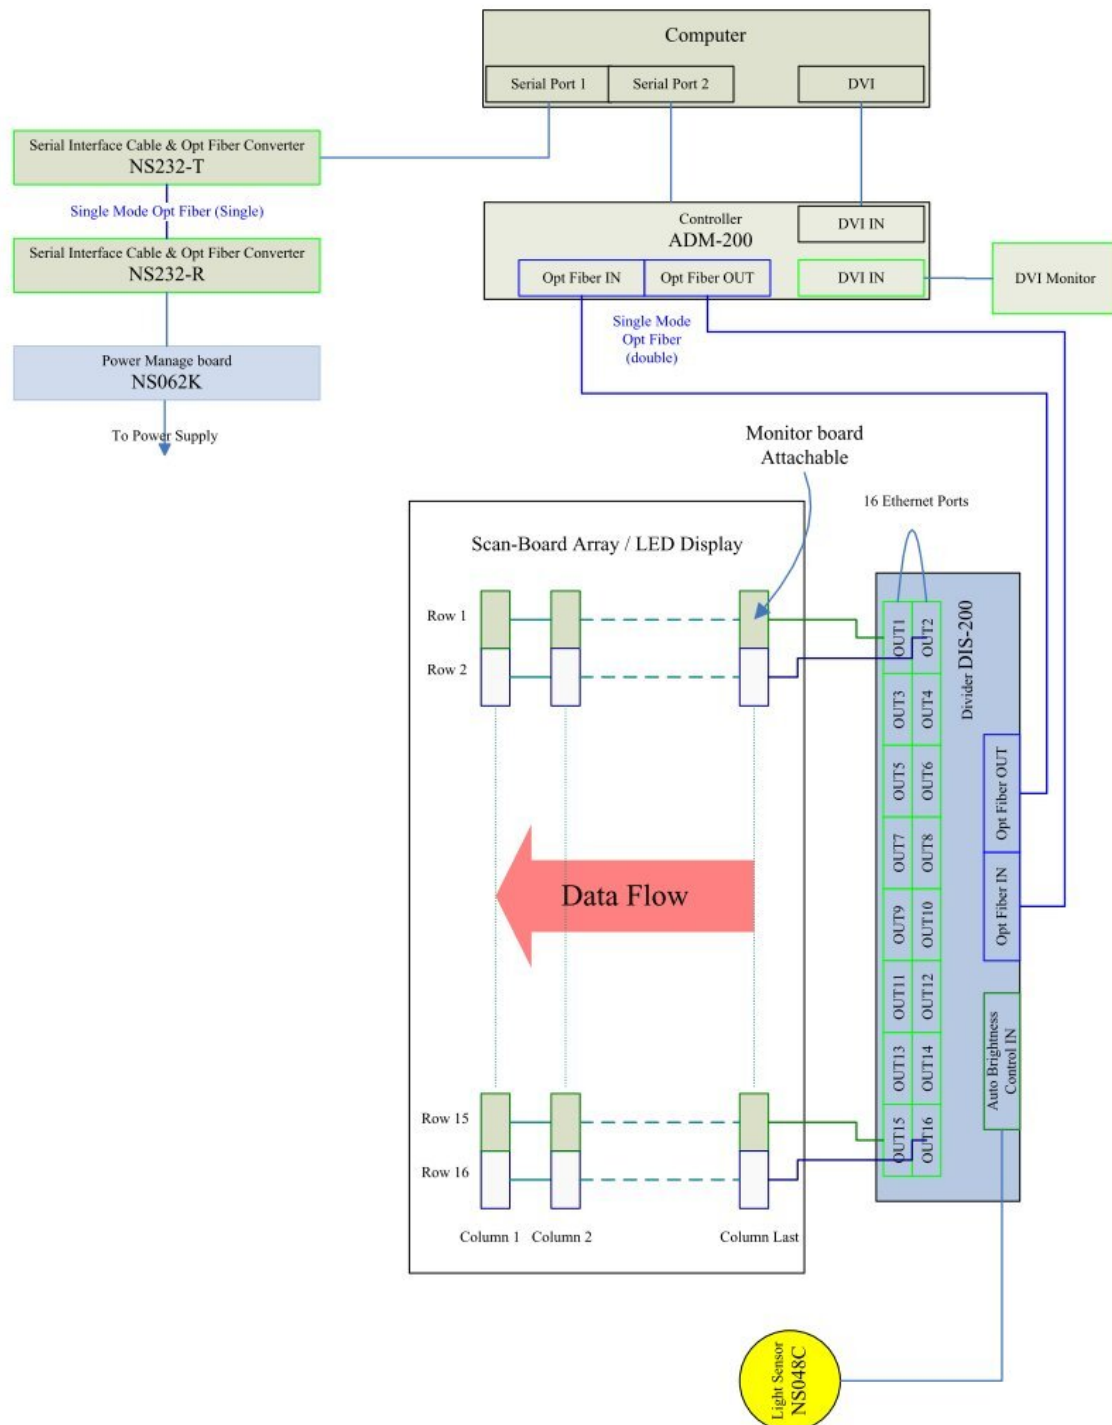 Computer
Serial Port 1
Serial Port 2
DVI
Serial Interface Cable & Opt Fiber Converter
NS232-T
Single Mode Opt Fiber (Single)
Serial Interface Cable & Opt Fiber Converter
NS232-R
Power Manage board
NS062K
To Power Supply
Controller
ADM-200
DVI IN
Opt Fiber IN
Opt Fiber OUT
DVI IN
DVI Monitor
Single Mode
Opt Fiber
(double)
Monitor board
Attachable
16 Ethernet Ports
Scan-Board Array / LED Display
Row 1
Row 2
Data Flow
Row 15
Row 16
Column 1
Column 2
Column Last
OUT1
OUT2
OUT3
OUT4
OUT5
OUT6
OUT7
OUT8
OUT9
OUT10
OUT11
OUT12
OUT13
OUT14
OUT15
OUT16
Divider DIS-200
Opt Fiber OUT
Opt Fiber IN
Auto Brightness
Control IN
Light Sensor
NS048C